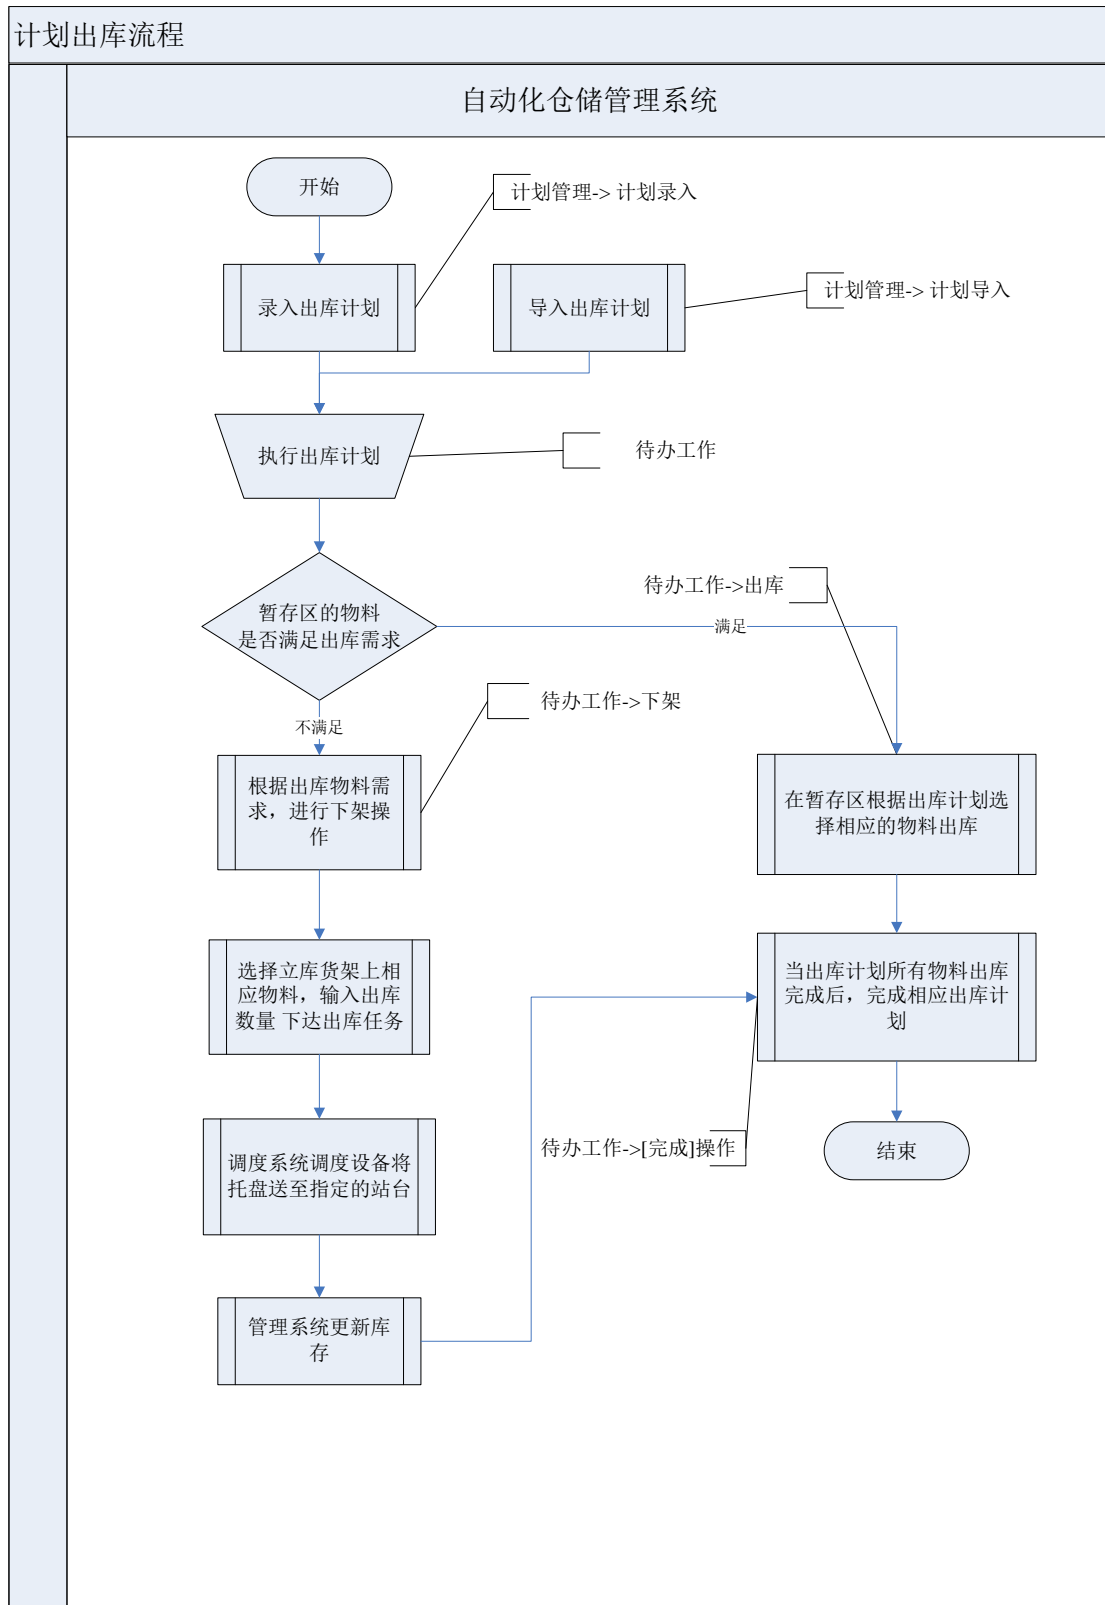 计划出库流程
自动化仓储管理系统
开始
计划管理-> 计划录入
录入出库计划
导入出库计划
计划管理-> 计划导入
执行出库计划
待办工作
暂存区的物料
是否满足出库需求
待办工作->出库
满足
不满足
待办工作->下架
根据出库物料需
求，进行下架操
作
在暂存区根据出库计划选
择相应的物料出库
选择立库货架上相
应物料，输入出库
数量 下达出库任务
当出库计划所有物料出库
完成后，完成相应出库计
划
调度系统调度设备将
托盘送至指定的站台
待办工作->[完成]操作
结束
管理系统更新库
存